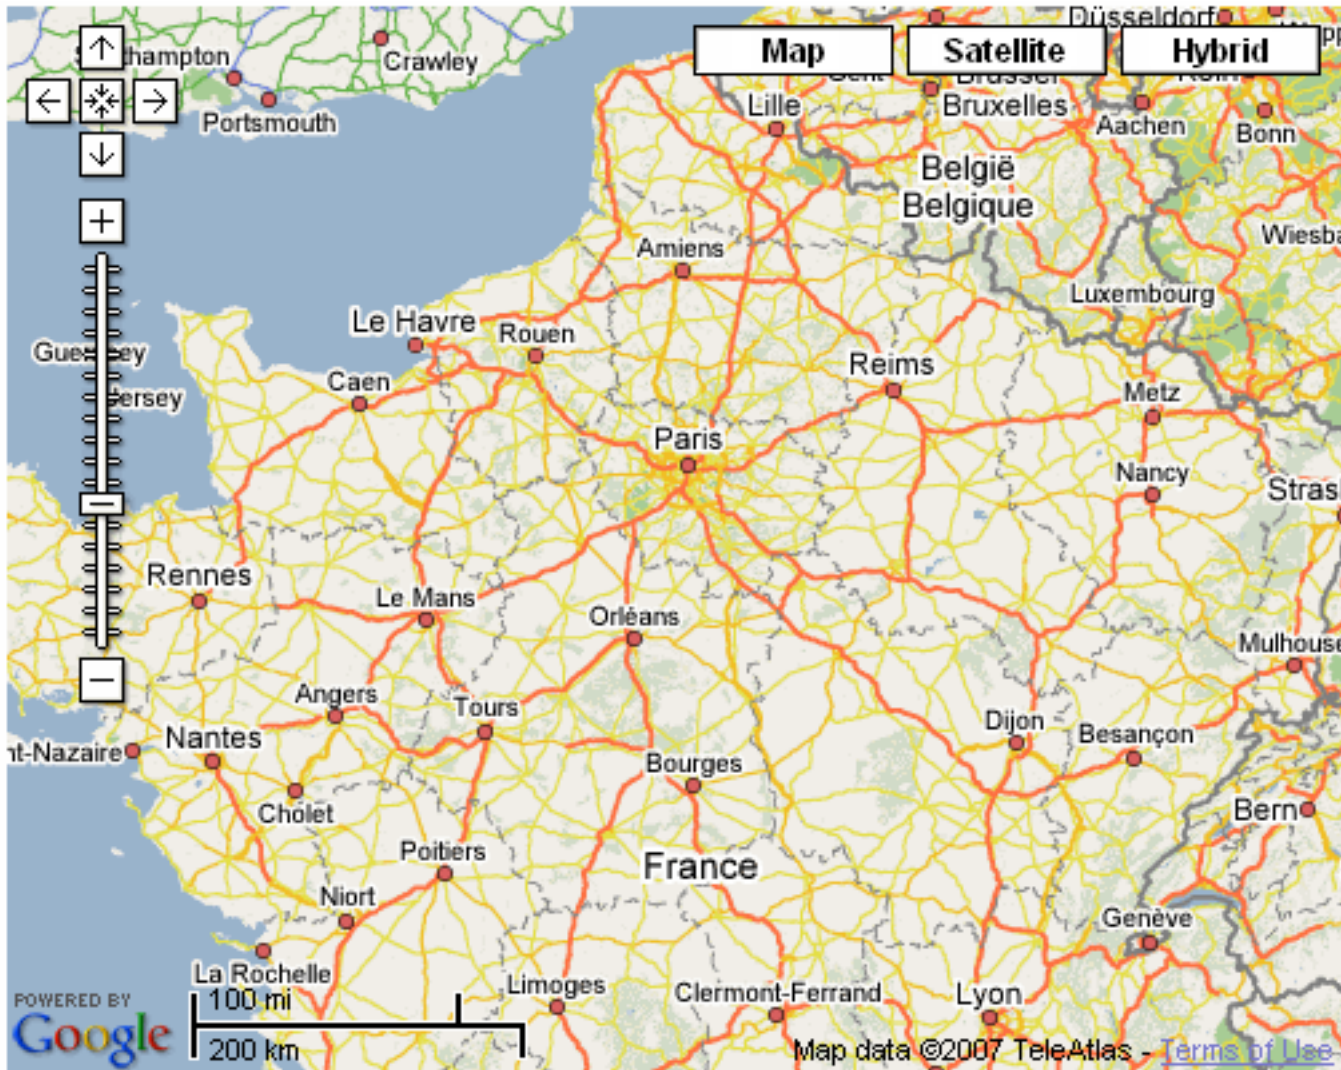 Düsseldorf
Map
Satellite
Hybrid
Crawley
Portsmouth
Lille
Bruxelles
Aachen
Bonn
België
Belgique
Amiens
Luxembourg
Le Havre
Rouen
Reims
Caen
Metz
Paris
Nancy
Rennes
Le Mans
Orléans
Mulhouse
Angers
Tours
Dijon
Besançon
Nantes
nt-Nazaire
Bourges
Cholet
Bern
Poitiers
France
Niort
Genève
La Rochelle
Limoges
Clermont-Ferrand
Lyon
POWERED BY
Google
100 mi
200 km
Map data ©2007 TeleAtlas - Terms of Use